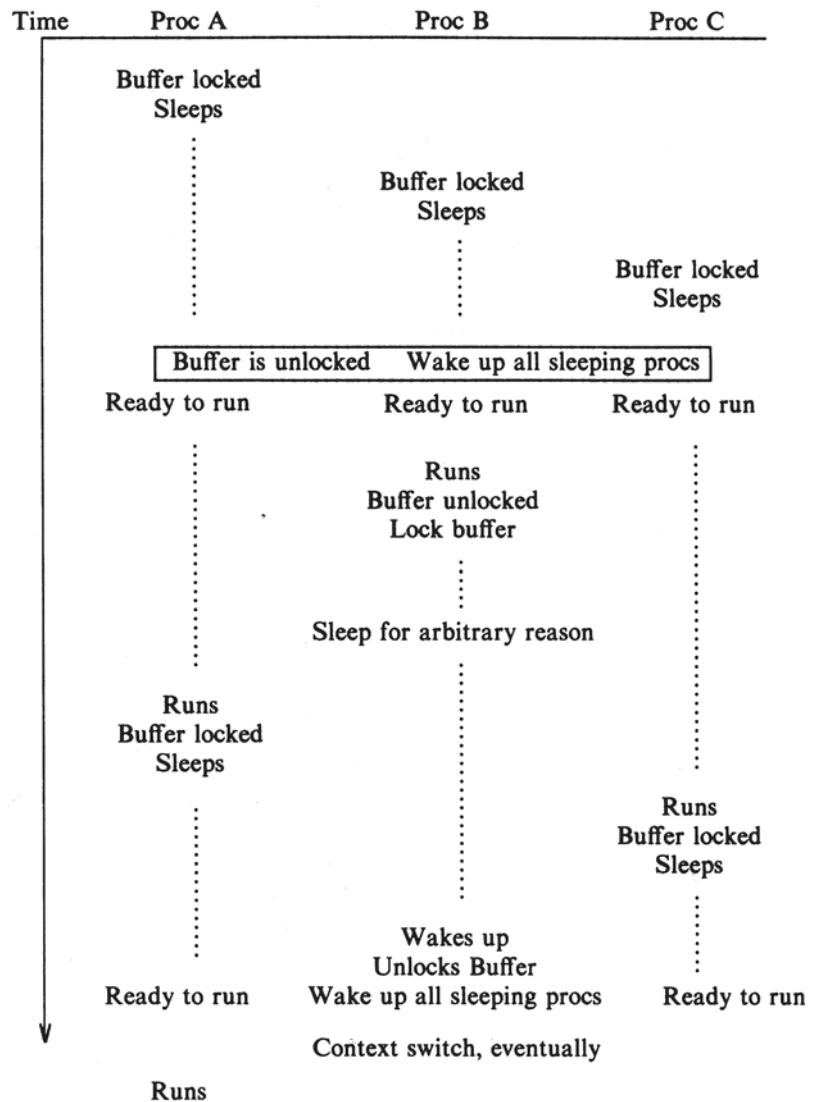 Time Proc A Proc B Proc C
Buffer locked
Sleeps
Buffer locked
Sleeps
Buffer locked
Sleeps
Buffer is unlocked Wake up all sleeping procs
Ready to run Ready to run Ready to run
Runs
Buffer unlocked
Lock buffer
Sleep for arbitrary reason
Runs
Buffer locked
Sleeps
Runs
Buffer locked
Sleeps
Wakes up
Unlocks Buffer
Ready to run Wake up all sleeping procs Ready to run
Context switch, eventually
Runs